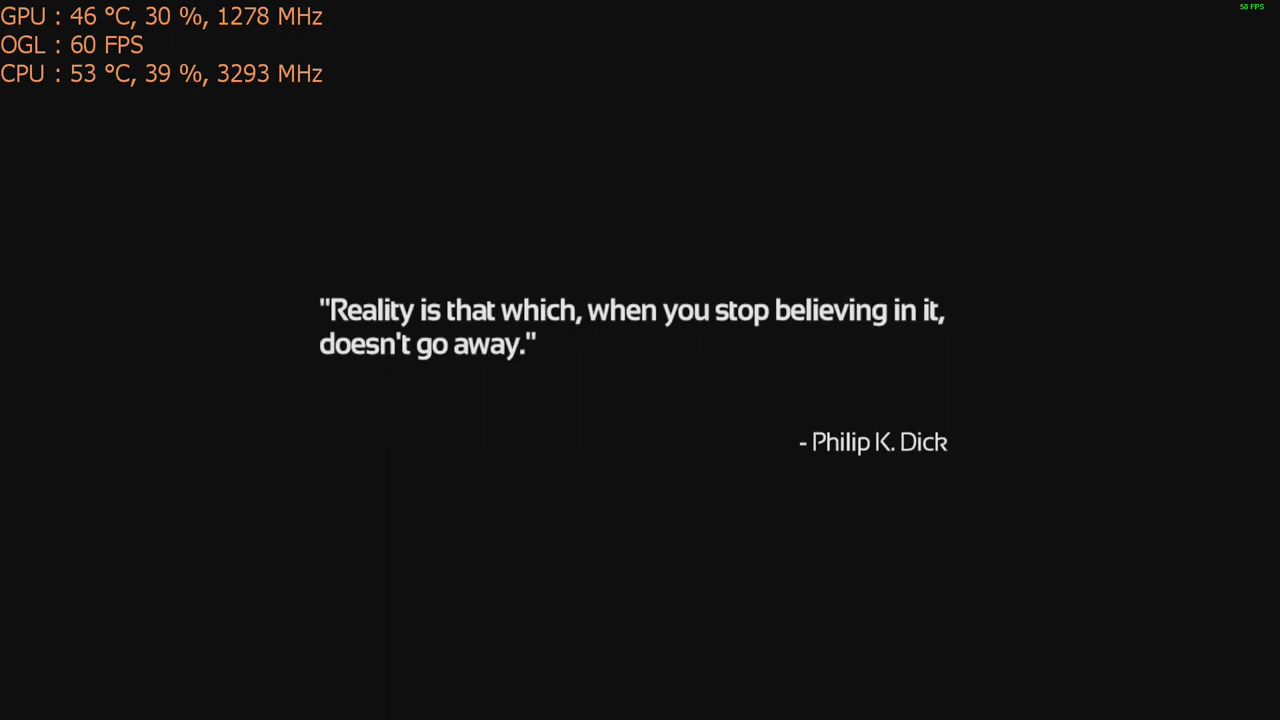 GPU : 46 °C, 30 %, 1278 MHz
58 FPS
OGL : 60 FPS
CPU : 53 °C, 39 %, 3293 MHz
"Reality is that which, when you stop believing in it,
doesn't go away."
- Philip K. Dick